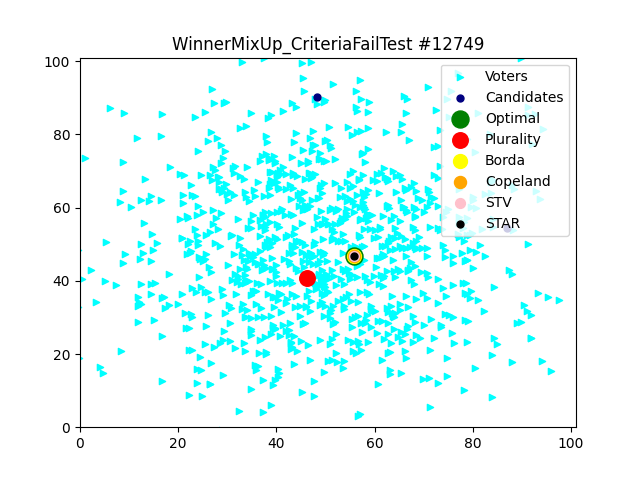 WinnerMixUp_CriteriaFailTest #12749
100
80
60
40
20
0
0
20
40
60
80
100
Voters
Candidates
Optimal
Plurality
Borda
Copeland
STV
STAR